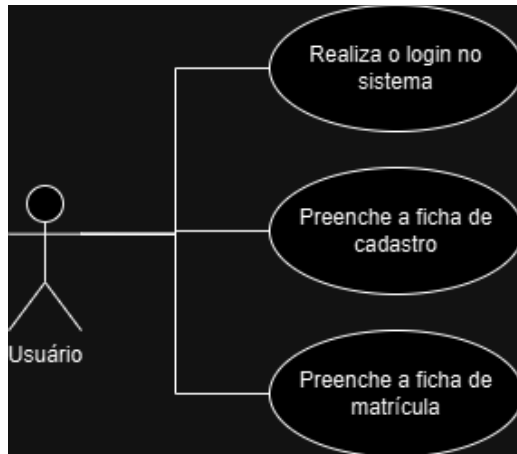 Realiza o login no
sistema
Preenche a ficha de
cadastro
Usuário
Preenche a ficha de
matrícula